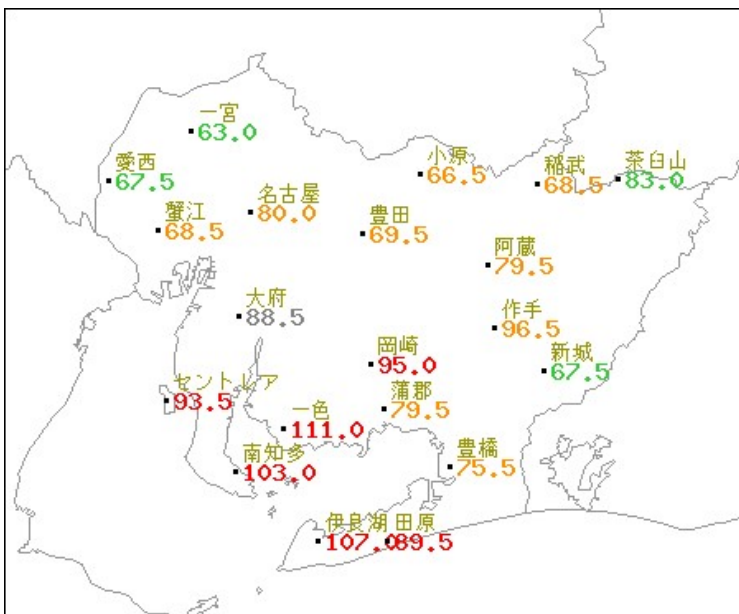 一宮
63.0
愛西
67.5
小原
66.5
稲武
68.5
茶臼山
83.0
蟹江
68.5
名古屋
80.0
豊田
69.5
阿蔵
79.5
大府
88.5
作手
96.5
岡崎
95.0
新城
67.5
セントレア
93.5
蒲郡
79.5
一色
111.0
南知多
103.0
豊橋
75.5
伊良湖
107.0
田原
89.5